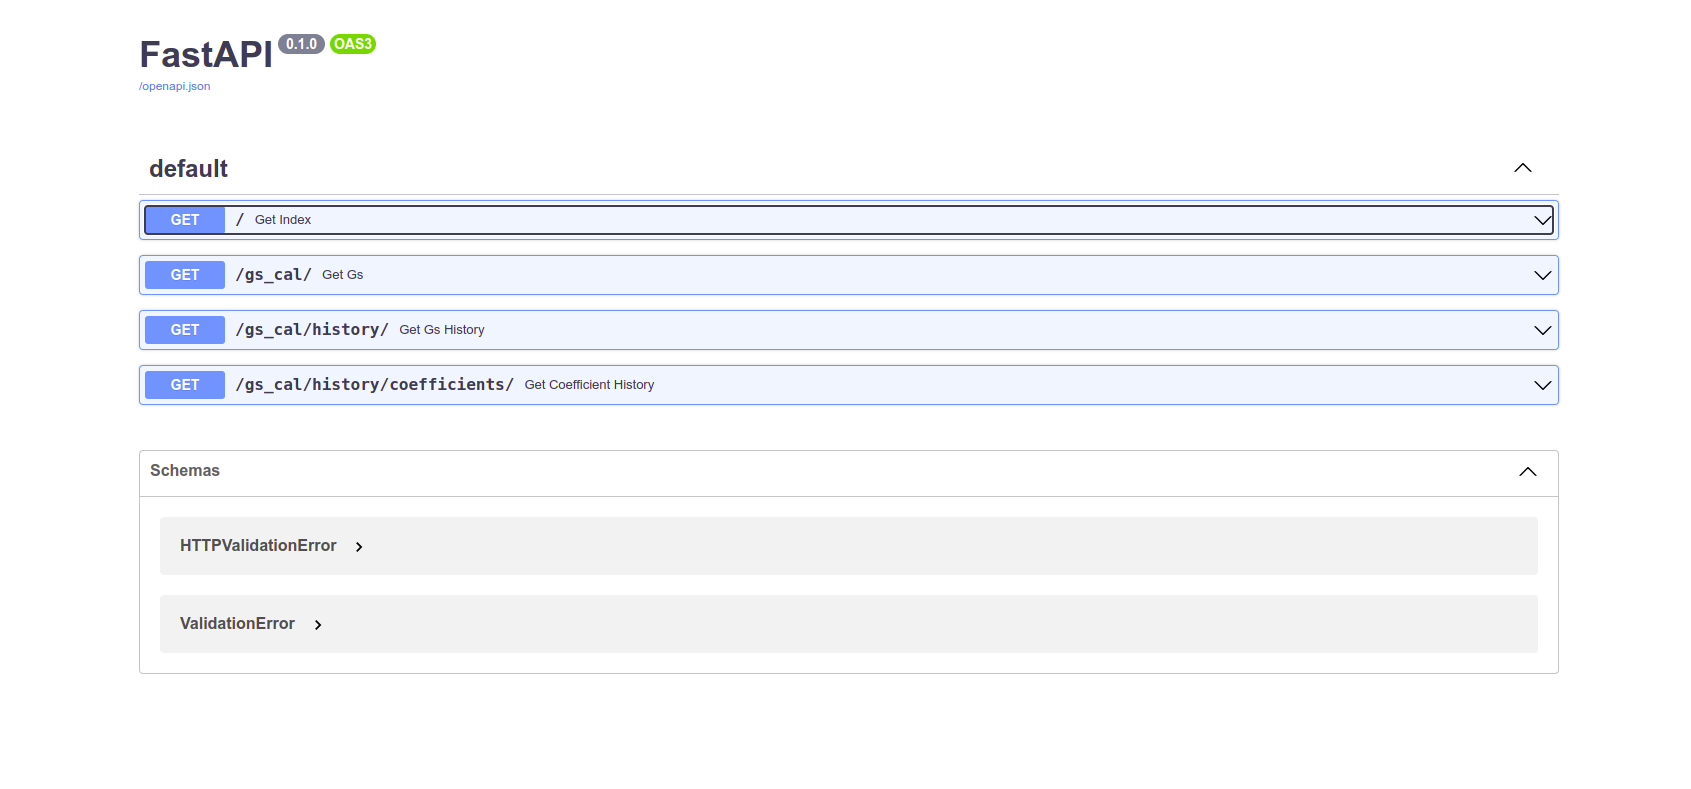 FastAPI 0.1.0 OAS3
/openapi.json
default
GET / Get Index
GET /gs_cal/ Get Gs
GET /gs_cal/history/ Get Gs History
GET /gs_cal/history/coefficients/ Get Coefficient History
Schemas
HTTPValidationError
ValidationError